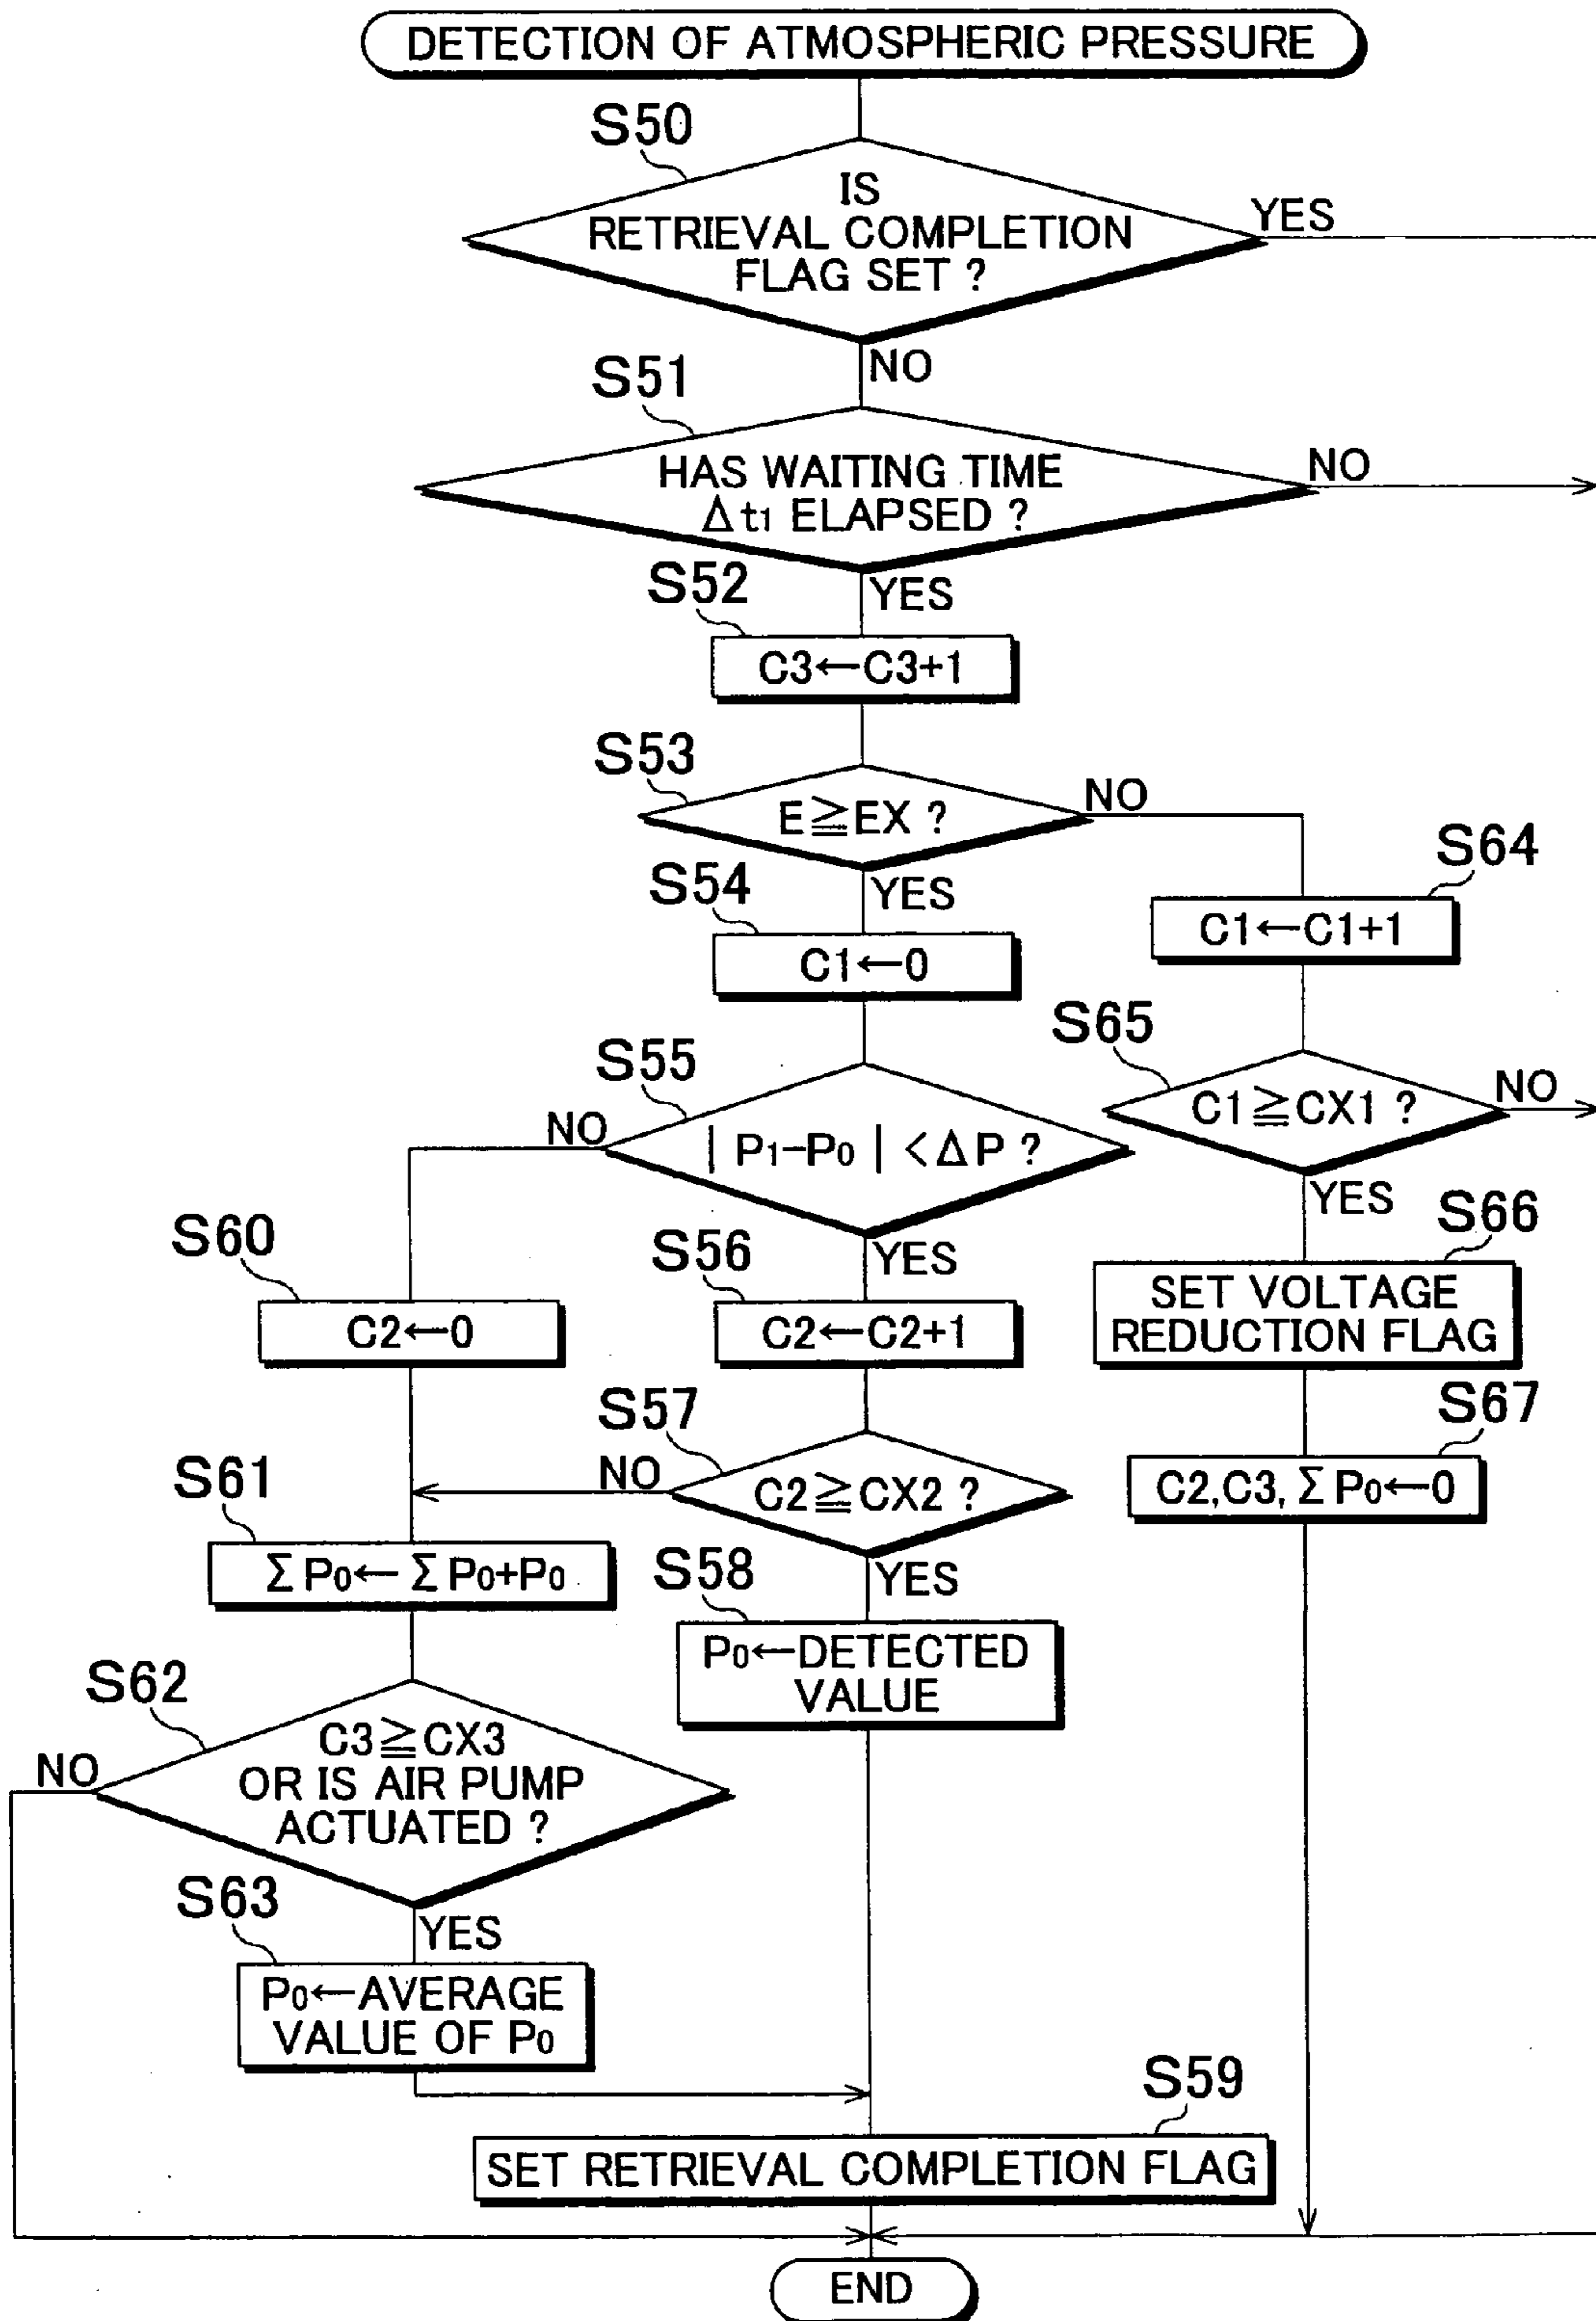 DETECTION OF ATMOSPHERIC PRESSURE
S50
IS
RETRIEVAL COMPLETION
FLAG SET ?
YES
NO
S51
HAS WAITING TIME
Δt1 ELAPSED ?
NO
YES
S52
C3←C3+1
S53
E≧EX ?
NO
YES
S54
C1←0
S64
C1←C1+1
S65
C1≧CX1 ?
NO
YES
S55
| P1−P0 | <ΔP ?
NO
YES
S66
SET VOLTAGE
REDUCTION FLAG
S60
C2←0
S56
C2←C2+1
S67
C2,C3, ΣP0←0
S57
C2≧CX2 ?
NO
YES
S61
ΣP0←ΣP0+P0
S58
P0←DETECTED
VALUE
S62
C3≧CX3
OR IS AIR PUMP
ACTUATED ?
NO
YES
S63
P0←AVERAGE
VALUE OF P0
S59
SET RETRIEVAL COMPLETION FLAG
END